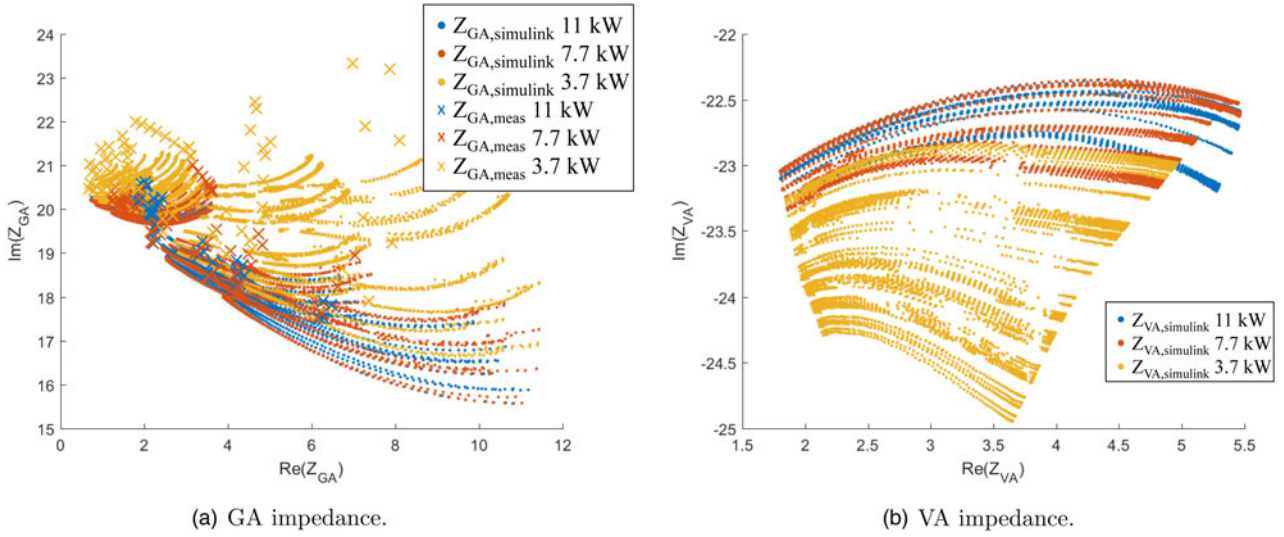 24
23
22
21
20
19
18
17
16
15
0
2
4
6
8
10
12
Im(Z_GA)
Re(Z_GA)
Z_GA,simulink 11 kW
Z_GA,simulink 7.7 kW
Z_GA,simulink 3.7 kW
Z_GA,meas 11 kW
Z_GA,meas 7.7 kW
Z_GA,meas 3.7 kW
(a) GA impedance.
-22
-22.5
-23
-23.5
-24
-24.5
-25
1.5
2
2.5
3
3.5
4
4.5
5
5.5
Im(Z_VA)
Re(Z_VA)
Z_VA,simulink 11 kW
Z_VA,simulink 7.7 kW
Z_VA,simulink 3.7 kW
(b) VA impedance.